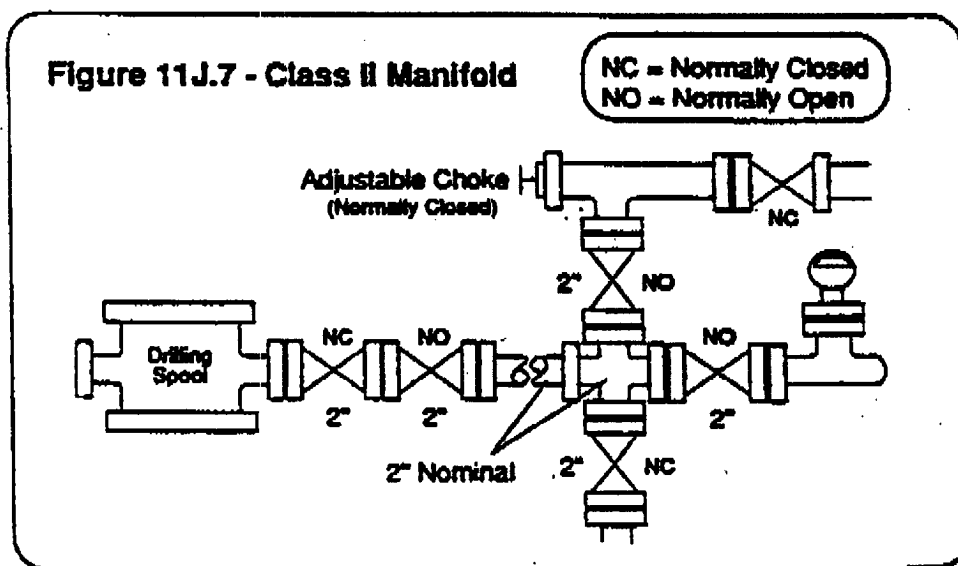 Figure 11J.7 - Class II Manifold
NC = Normally Closed
NO = Normally Open
Adjustable Choke
(Normally Closed)
NC
2" NO
NC NO
NO
Drilling
Spool
2" 2"
2"
2" Nominal
2" NC